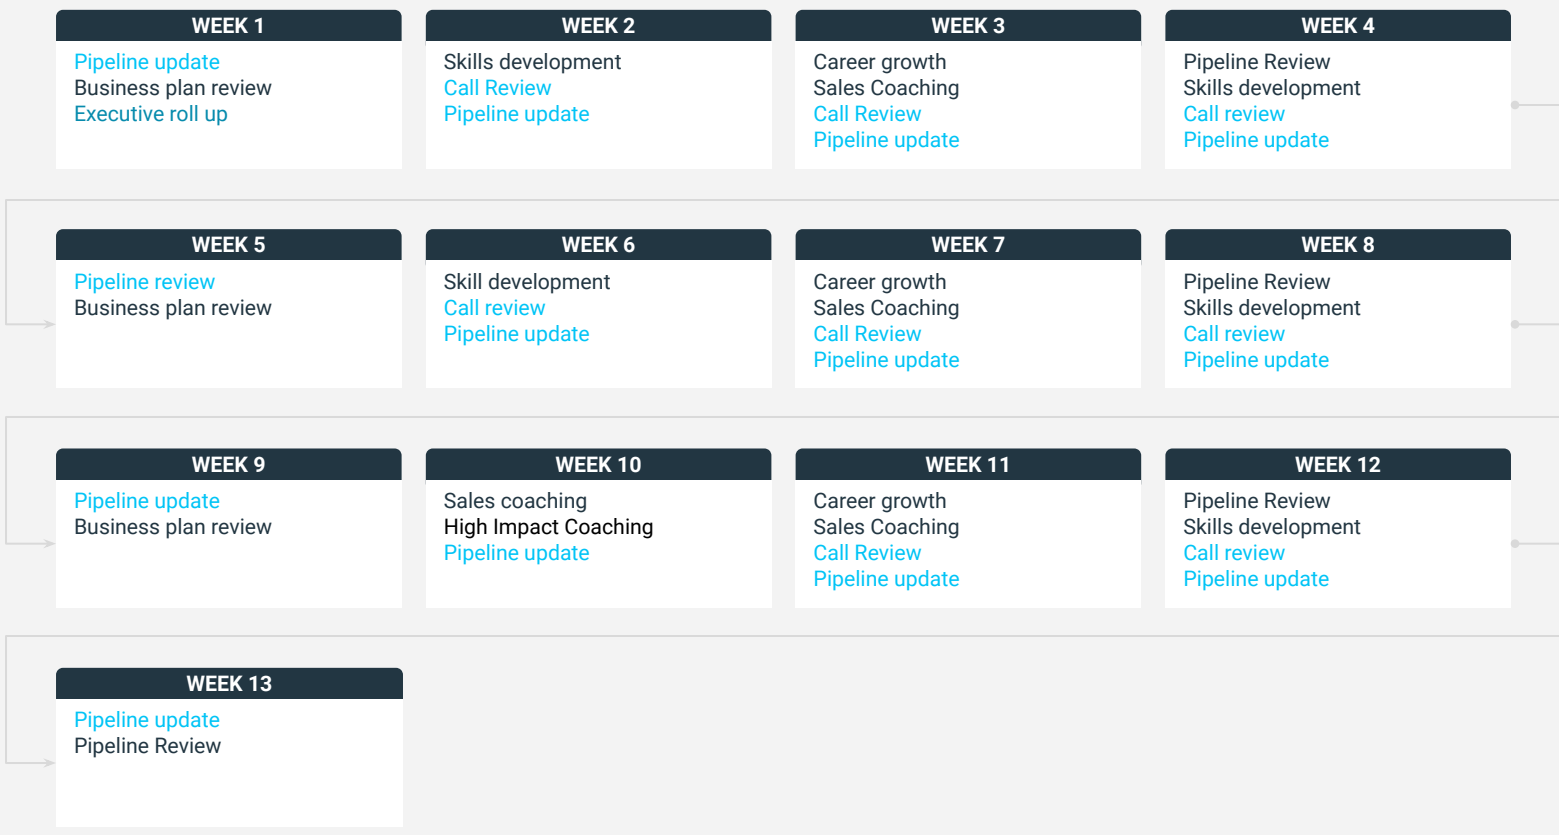 WEEK 1
Pipeline update
Business plan review
Executive roll up
WEEK 2
Skills development
Call Review
Pipeline update
WEEK 3
Career growth
Sales Coaching
Call Review
Pipeline update
WEEK 4
Pipeline Review
Skills development
Call review
Pipeline update
WEEK 5
Pipeline review
Business plan review
WEEK 6
Skill development
Call review
Pipeline update
WEEK 7
Career growth
Sales Coaching
Call Review
Pipeline update
WEEK 8
Pipeline Review
Skills development
Call review
Pipeline update
WEEK 9
Pipeline update
Business plan review
WEEK 10
Sales coaching
High Impact Coaching
Pipeline update
WEEK 11
Career growth
Sales Coaching
Call Review
Pipeline update
WEEK 12
Pipeline Review
Skills development
Call review
Pipeline update
WEEK 13
Pipeline update
Pipeline Review